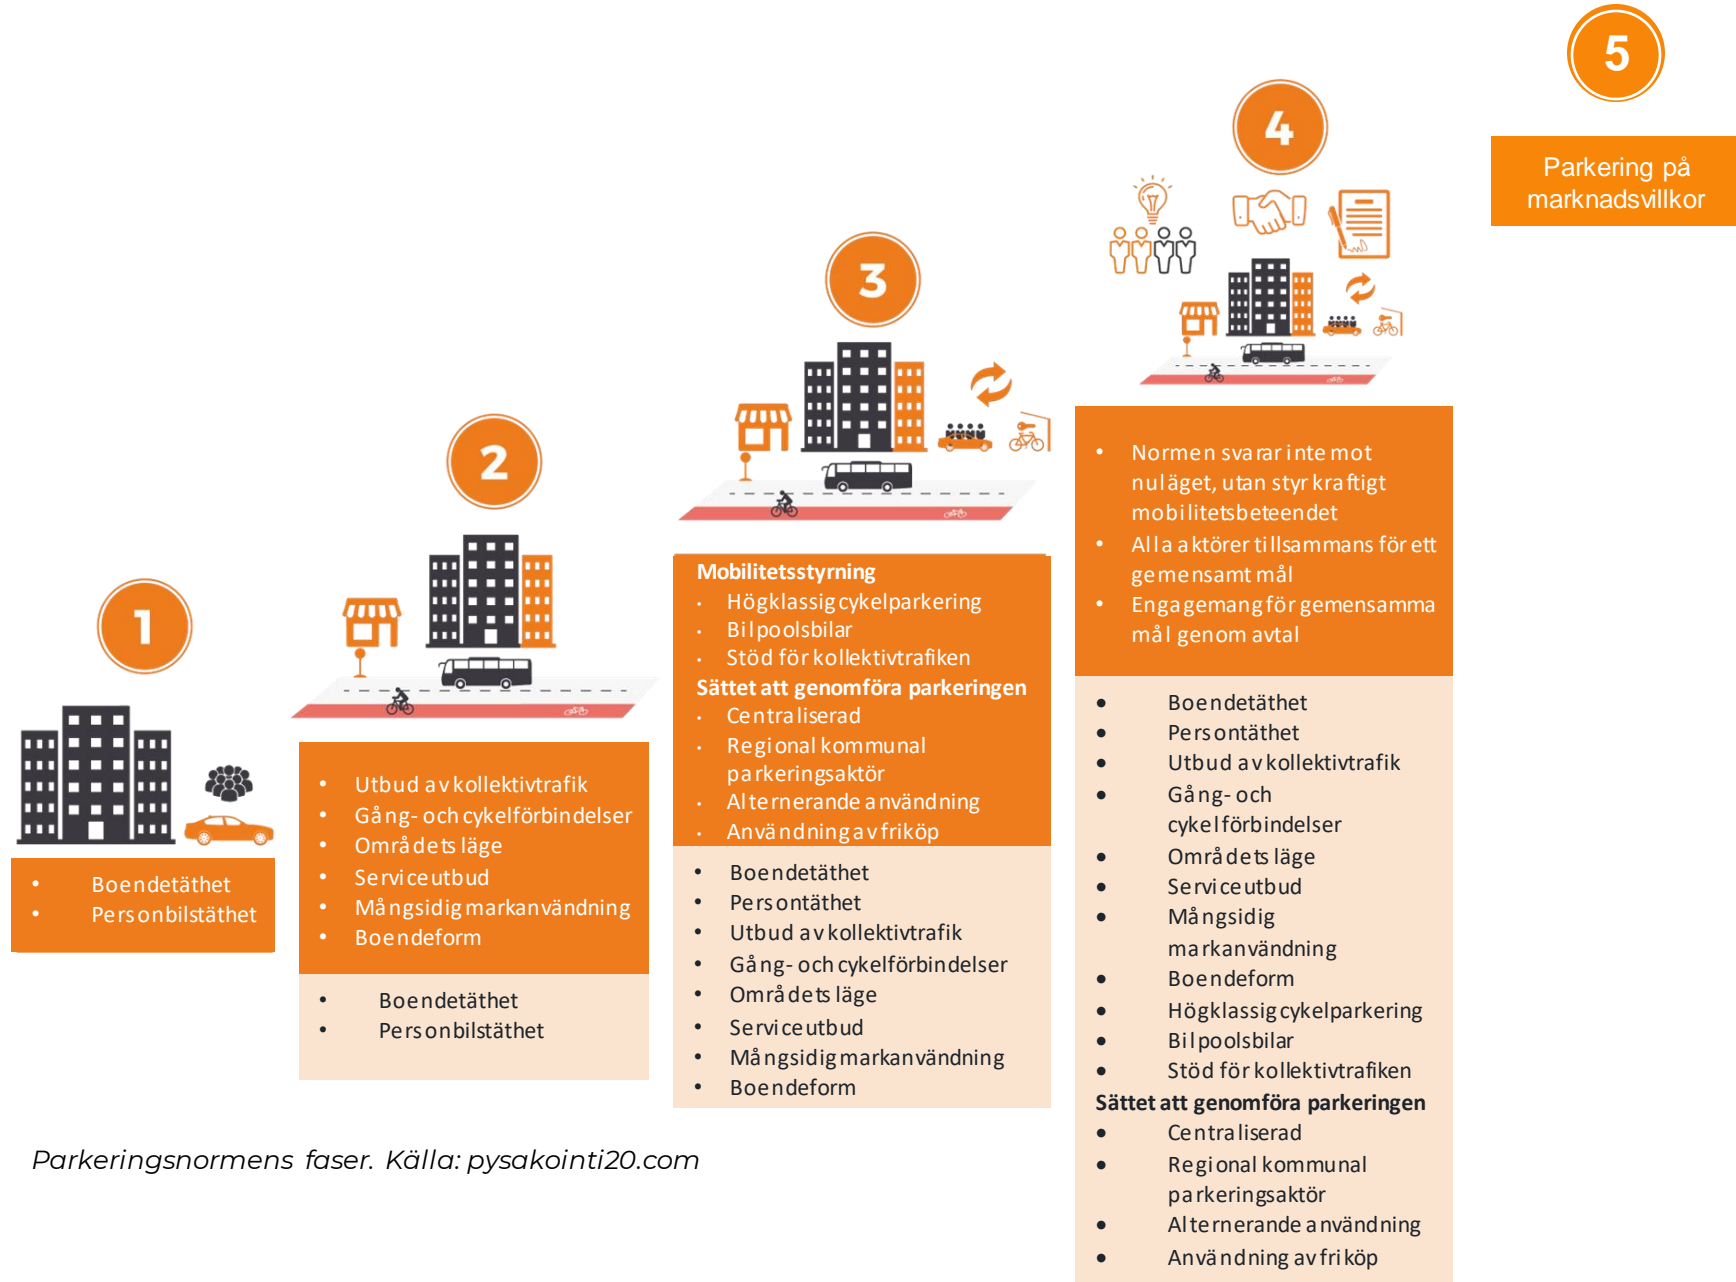 1
Boendetäthet
Personbilstäthet
2
Utbud av kollektivtrafik
Gång- och cykelförbindelser
Områdets läge
Serviceutbud
Mångsidig markanvändning
Boendeform
Boendetäthet
Personbilstäthet
3
Mobilitetsstyrning
Högklassig cykelparkering
Bilpoolsbilar
Stöd för kollektivtrafiken
Sättet att genomföra parkeringen
Centraliserad
Regional kommunal
parkeringsaktör
Alternerande användning
Användning av friköp
Boendetäthet
Persontäthet
Utbud av kollektivtrafik
Gång- och cykelförbindelser
Områdets läge
Serviceutbud
Mångsidig markanvändning
Boendeform
4
Normen svarar inte mot
nuläget, utan styr kraftigt
mobilitetsbeteendet
Alla aktörer tillsammans för ett
gemensamt mål
Engagemang för gemensamma
mål genom avtal
Boendetäthet
Persontäthet
Utbud av kollektivtrafik
Gång- och
cykelförbindelser
Områdets läge
Serviceutbud
Mångsidig
markanvändning
Boendeform
Högklassig cykelparkering
Bilpoolsbilar
Stöd för kollektivtrafiken
Sättet att genomföra parkeringen
Centraliserad
Regional kommunal
parkeringsaktör
Alternerande användning
Användning av friköp
5
Parkering på
marknadsvillkor
Parkeringsnormens faser. Källa: pysakointi20.com